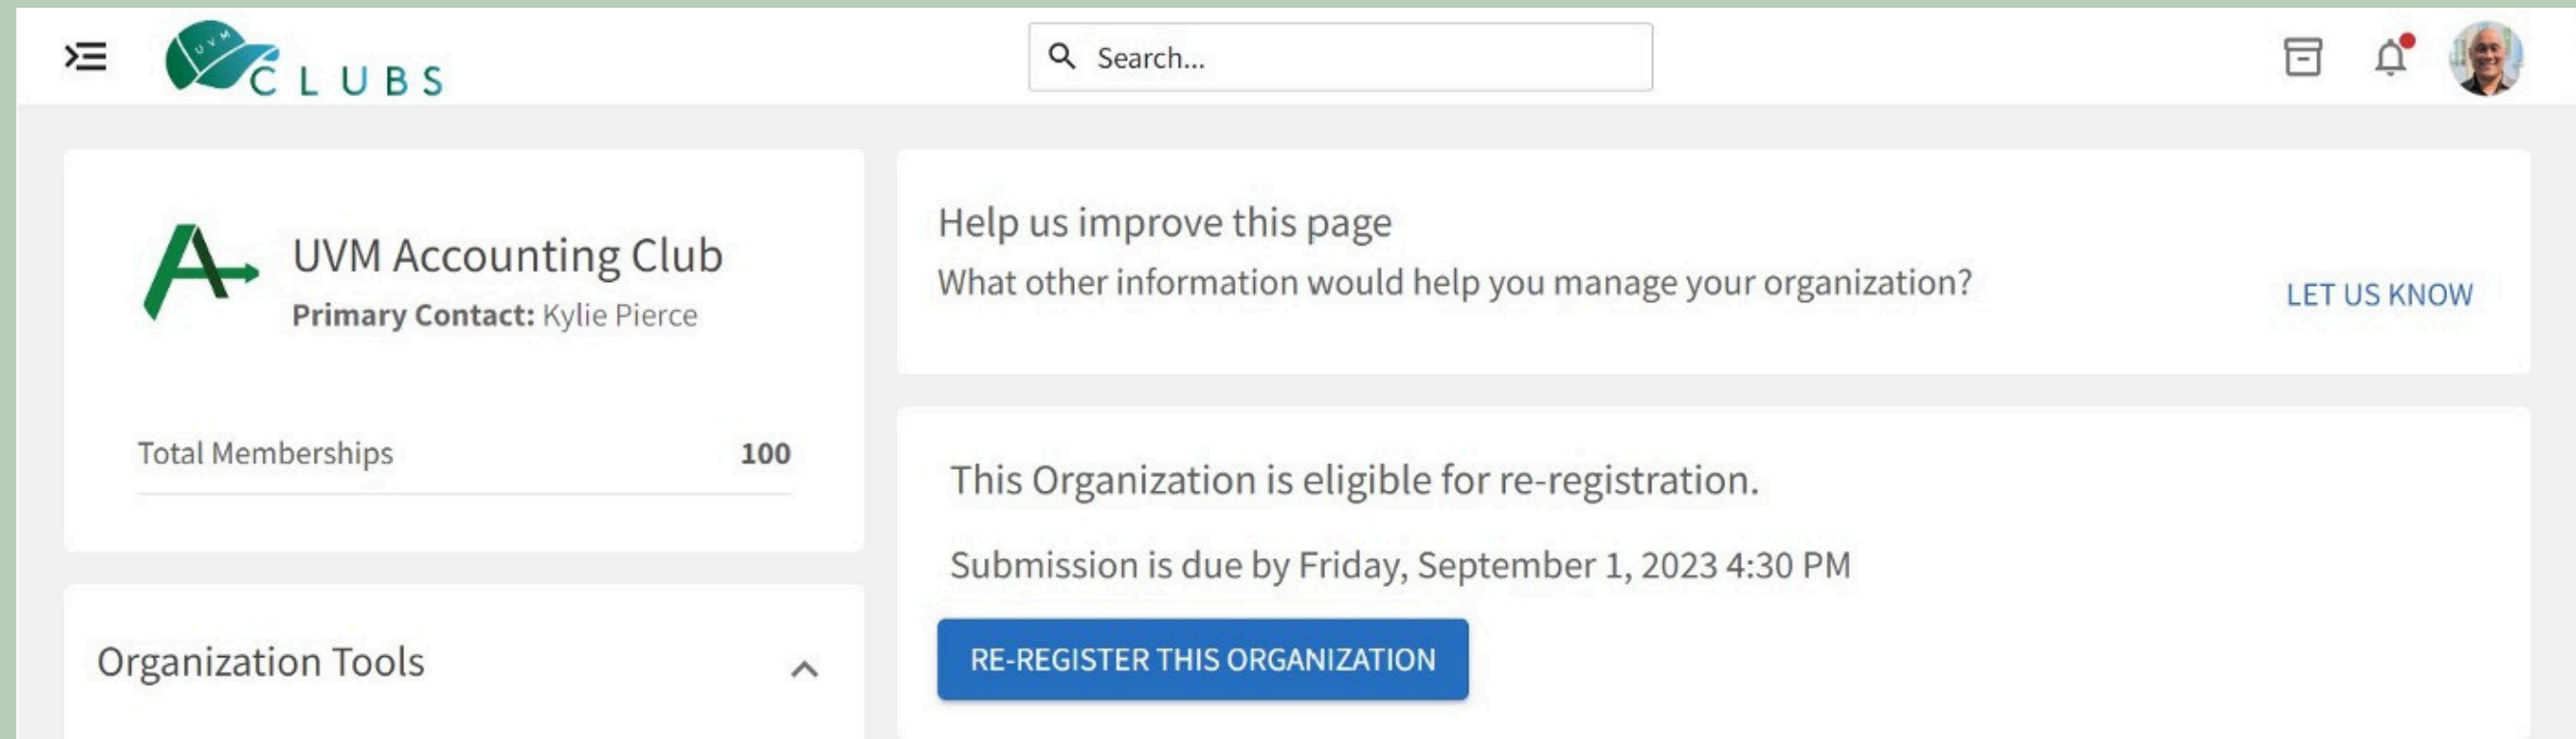 UVM
CLUBS
Search...
UVM Accounting Club
Primary Contact: Kylie Pierce
Total Memberships 100
Organization Tools
Help us improve this page
What other information would help you manage your organization?
LET US KNOW
This Organization is eligible for re-registration.
Submission is due by Friday, September 1, 2023 4:30 PM
RE-REGISTER THIS ORGANIZATION